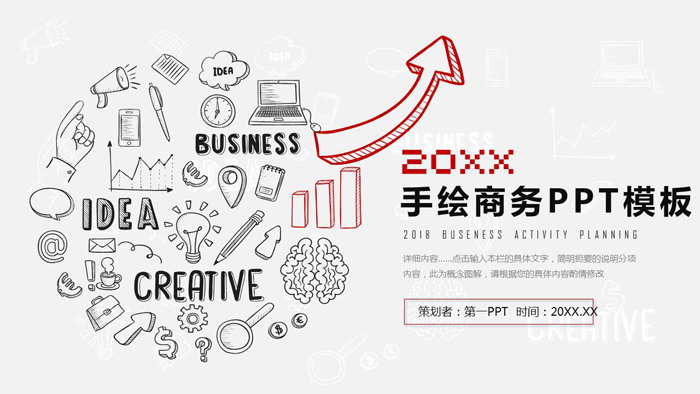 IDEA
IDEA
BUSINESS
BUSINESS
20XX
手绘商务PPT模板
2018 BUSENESS ACTIVITY PLANNING
详细内容……点击输入本栏的具体文字，简明扼要的说明分项
内容，此为概念图解，请根据您的具体内容酌情修改
策划者：第一PPT 时间：20XX.XX
IDEA
CREATIVE
CREATIVE